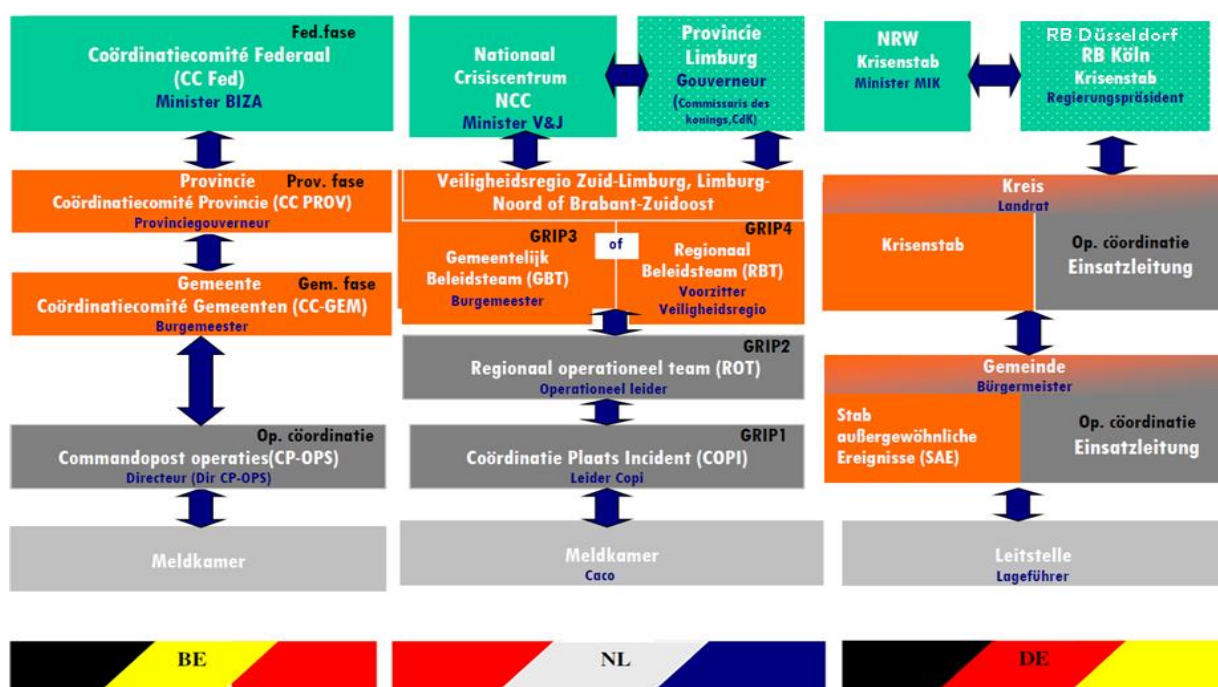 Fed.fase
Coördinatiecomité Federaal
(CC Fed)
Minister BIZA
Provincie
Prov. fase
Coördinatiecomité Provincie (CC PROV)
Provinciegouverneur
Gemeente
Gem. fase
Coördinatiecomité Gemeenten (CC-GEM)
Burgemeester
Op. cöordinatie
Commandopost operaties(CP-OPS)
Directeur (Dir CP-OPS)
Meldkamer
BE
Nationaal
Crisiscentrum
NCC
Minister V&J
Provincie
Limburg
Gouverneur
(Commissaris des
konings,CdK)
Veiligheidsregio Zuid-Limburg, Limburg-
Noord of Brabant-Zuidoost
GRIP3
Gemeentelijk
Beleidsteam (GBT)
Burgemeester
of
GRIP4
Regionaal
Beleidsteam (RBT)
Voorzitter
Veiligheidsregio
GRIP2
Regionaal operationeel team (ROT)
Operationeel leider
GRIP1
Coördinatie Plaats Incident (COPI)
Leider Copi
Meldkamer
Caco
NL
NRW
Krisenstab
Minister MIK
RB Düsseldorf
RB Köln
Krisenstab
Regierungspräsident
Kreis
Landrat
Krisenstab
Op. cöordinatie
Einsatzleitung
Gemeinde
Bürgermeister
Stab
außergewöhnliche
Ereignisse (SAE)
Op. cöordinatie
Einsatzleitung
Leitstelle
Lageführer
DE